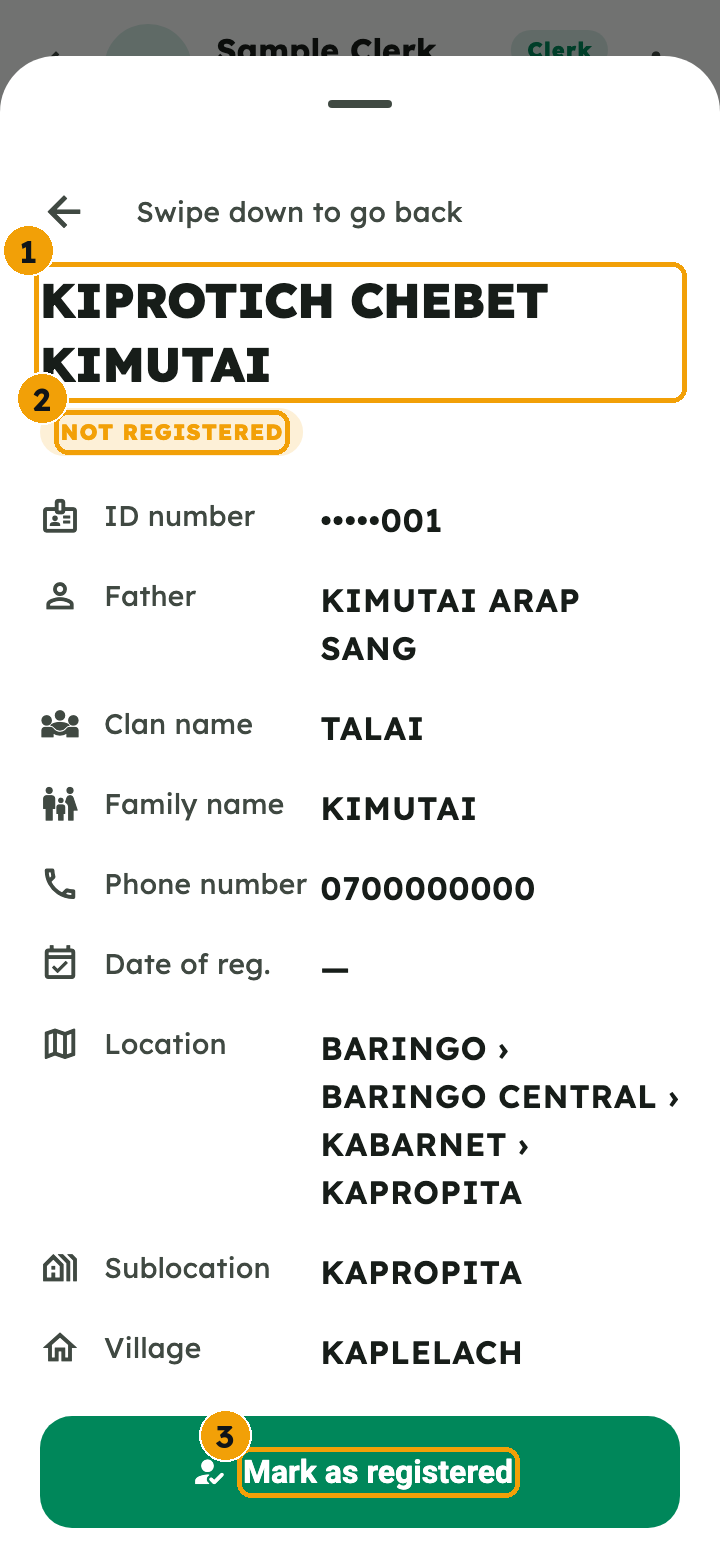 Sample Clerk
Clerk
Swipe down to go back
1
KIPROTICH CHEBET
KIMUTAI
2
NOT REGISTERED
ID number •••••001
Father KIMUTAI ARAP
SANG
Clan name TALAI
Family name KIMUTAI
Phone number 0700000000
Date of reg. —
Location BARINGO ›
BARINGO CENTRAL ›
KABARNET ›
KAPROPITA
Sublocation KAPROPITA
Village KAPLELACH
3
Mark as registered